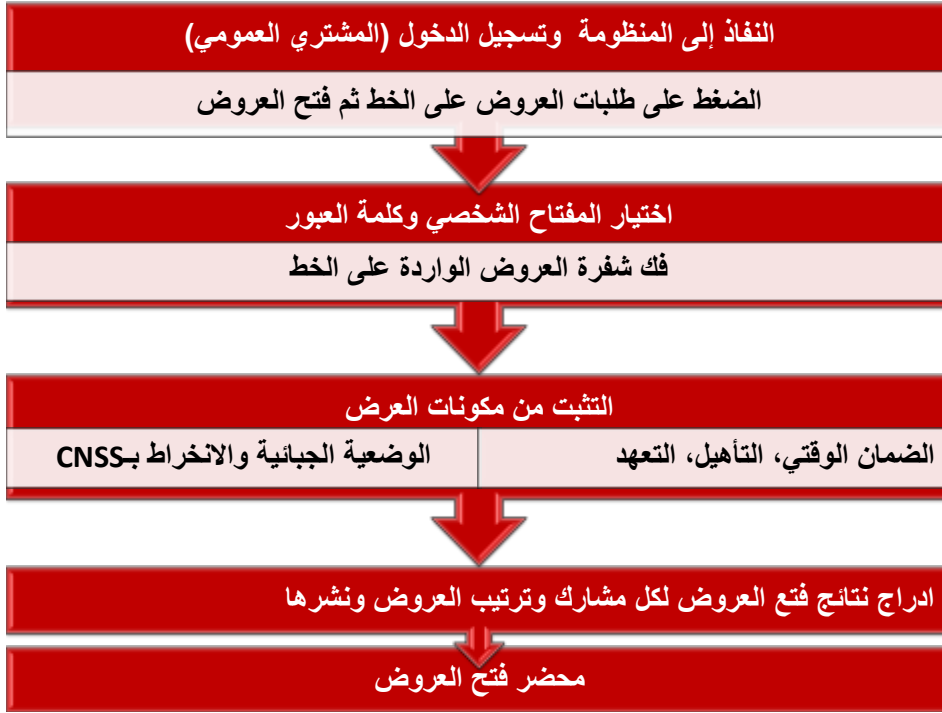 النفاذ إلى المنظومة وتسجيل الدخول (المشتري العمومي)
الضغط على طلبات العروض على الخط ثم فتح العروض
اختيار المفتاح الشخصي وكلمة العبور
فك شفرة العروض الواردة على الخط
التثبت من مكونات العرض
الضمان الوقتي، التأهيل، التعهد
الوضعية الجبائية والانخراط بـCNSS
ادراج نتائج فتع العروض لكل مشارك وترتيب العروض ونشرها
محضر فتح العروض